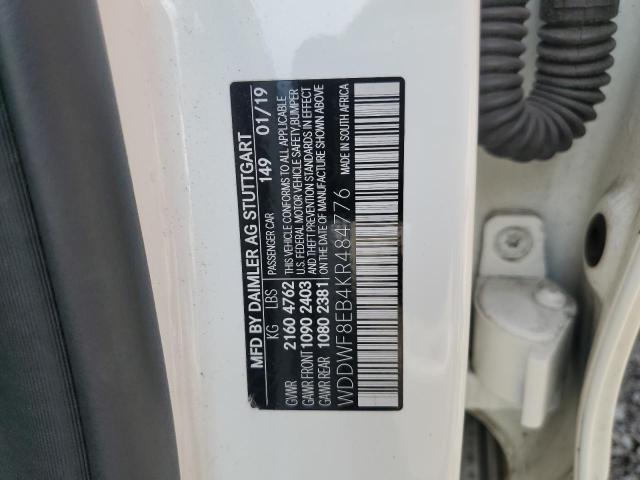 MFD BY DAIMLER AG STUTTGART
KG LBS PASSENGER CAR 149 01/19
GVWR 2160 4762 THIS VEHICLE CONFORMS TO ALL APPLICABLE
GAWR FRONT 1090 2403 U.S. FEDERAL MOTOR VEHICLE SAFETY, BUMPER
AND THEFT PREVENTION STANDARDS IN EFFECT
GAWR REAR 1080 2381 ON THE DATE OF MANUFACTURE SHOWN ABOVE
WDDWF8EB4KR484776 MADE IN SOUTH AFRICA